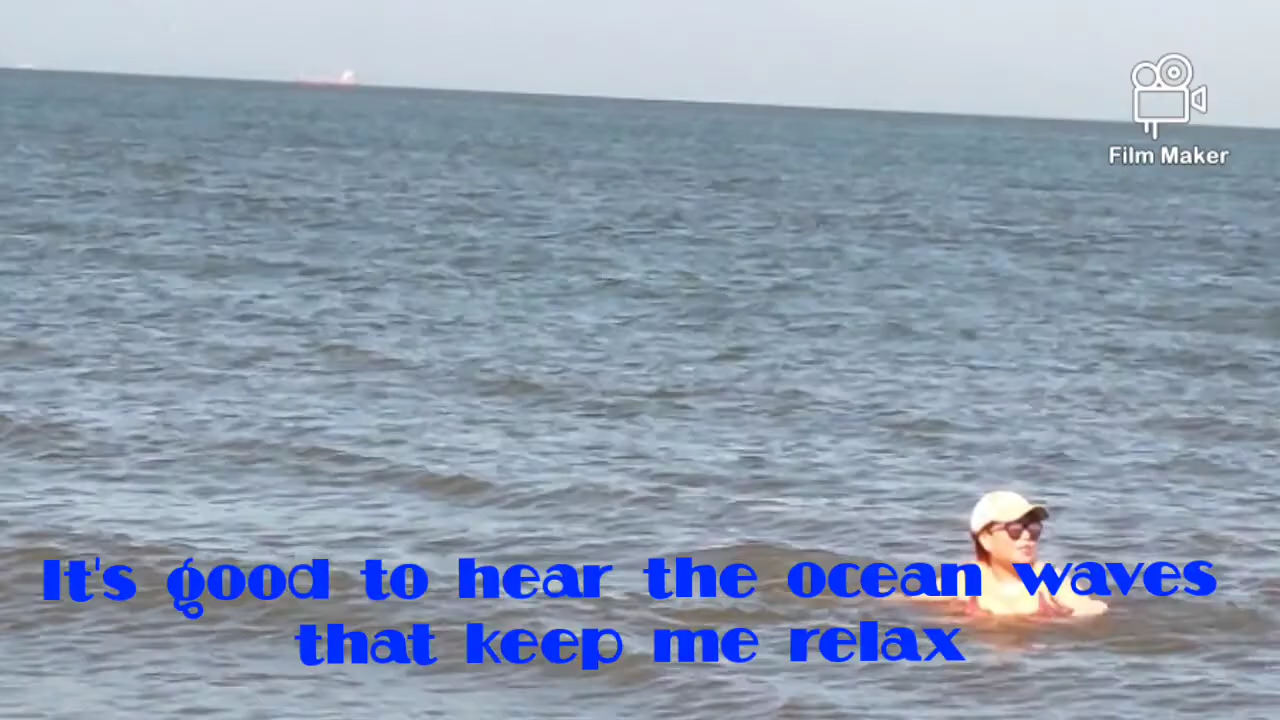 Film Maker
It's good to hear the ocean waves
that keep me relax